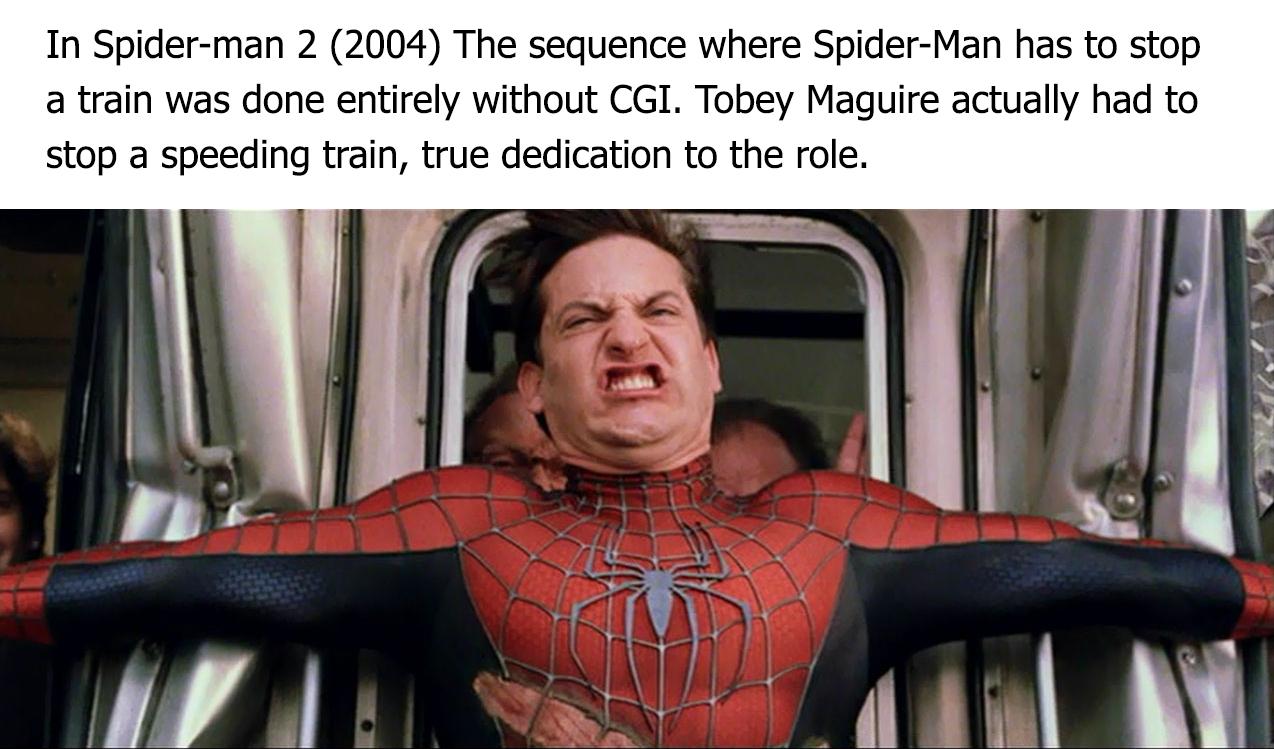 In Spider-man 2 (2004) The sequence where Spider-Man has to stop
a train was done entirely without CGI. Tobey Maguire actually had to
stop a speeding train, true dedication to the role.